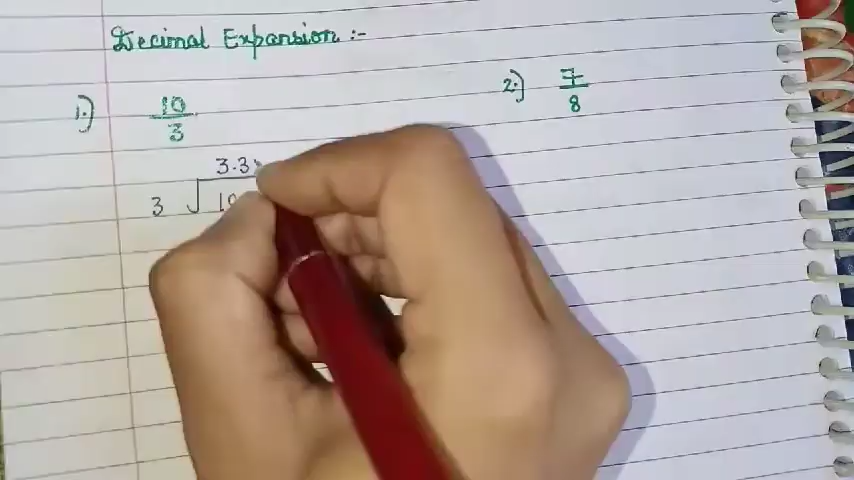 Decimal Expansion :-
1.) 10/3
2.) 7/8
3.3
3 √10